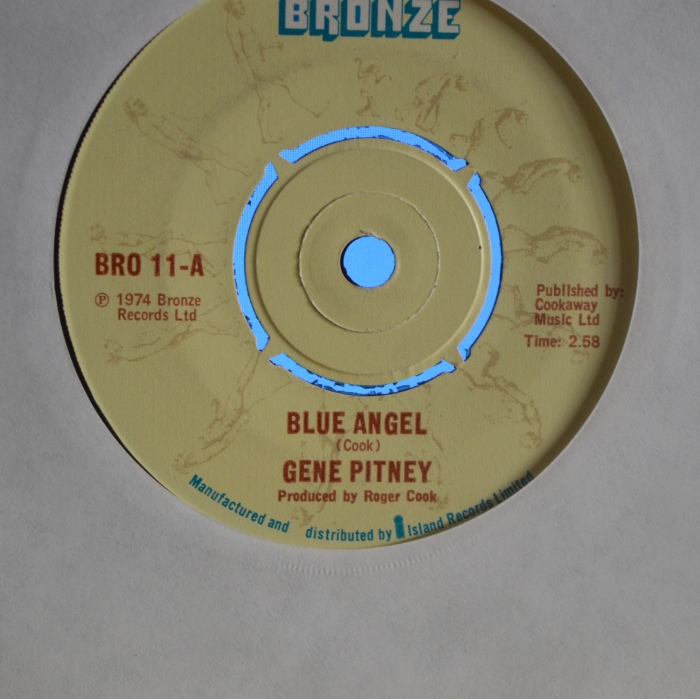 BRONZE
BRO 11-A
℗ 1974 Bronze
Records Ltd
Published by:
Cookaway
Music Ltd
Time: 2.58
BLUE ANGEL
(Cook)
GENE PITNEY
Produced by Roger Cook
Manufactured and distributed by Island Records Limited